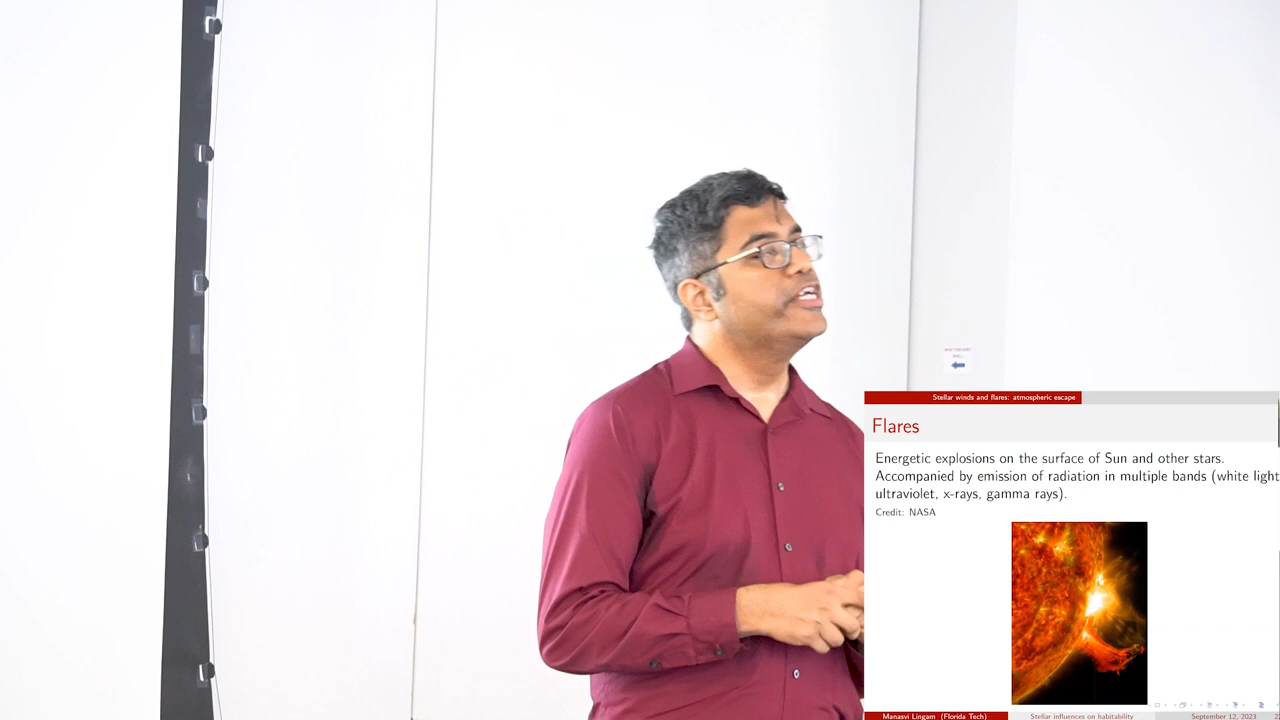 Stellar winds and flares: atmospheric escape
Flares
Energetic explosions on the surface of Sun and other stars.
Accompanied by emission of radiation in multiple bands (white light
ultraviolet, x-rays, gamma rays).
Credit: NASA
Manasvi Lingam (Florida Tech) Stellar influences on habitability September 12, 2023